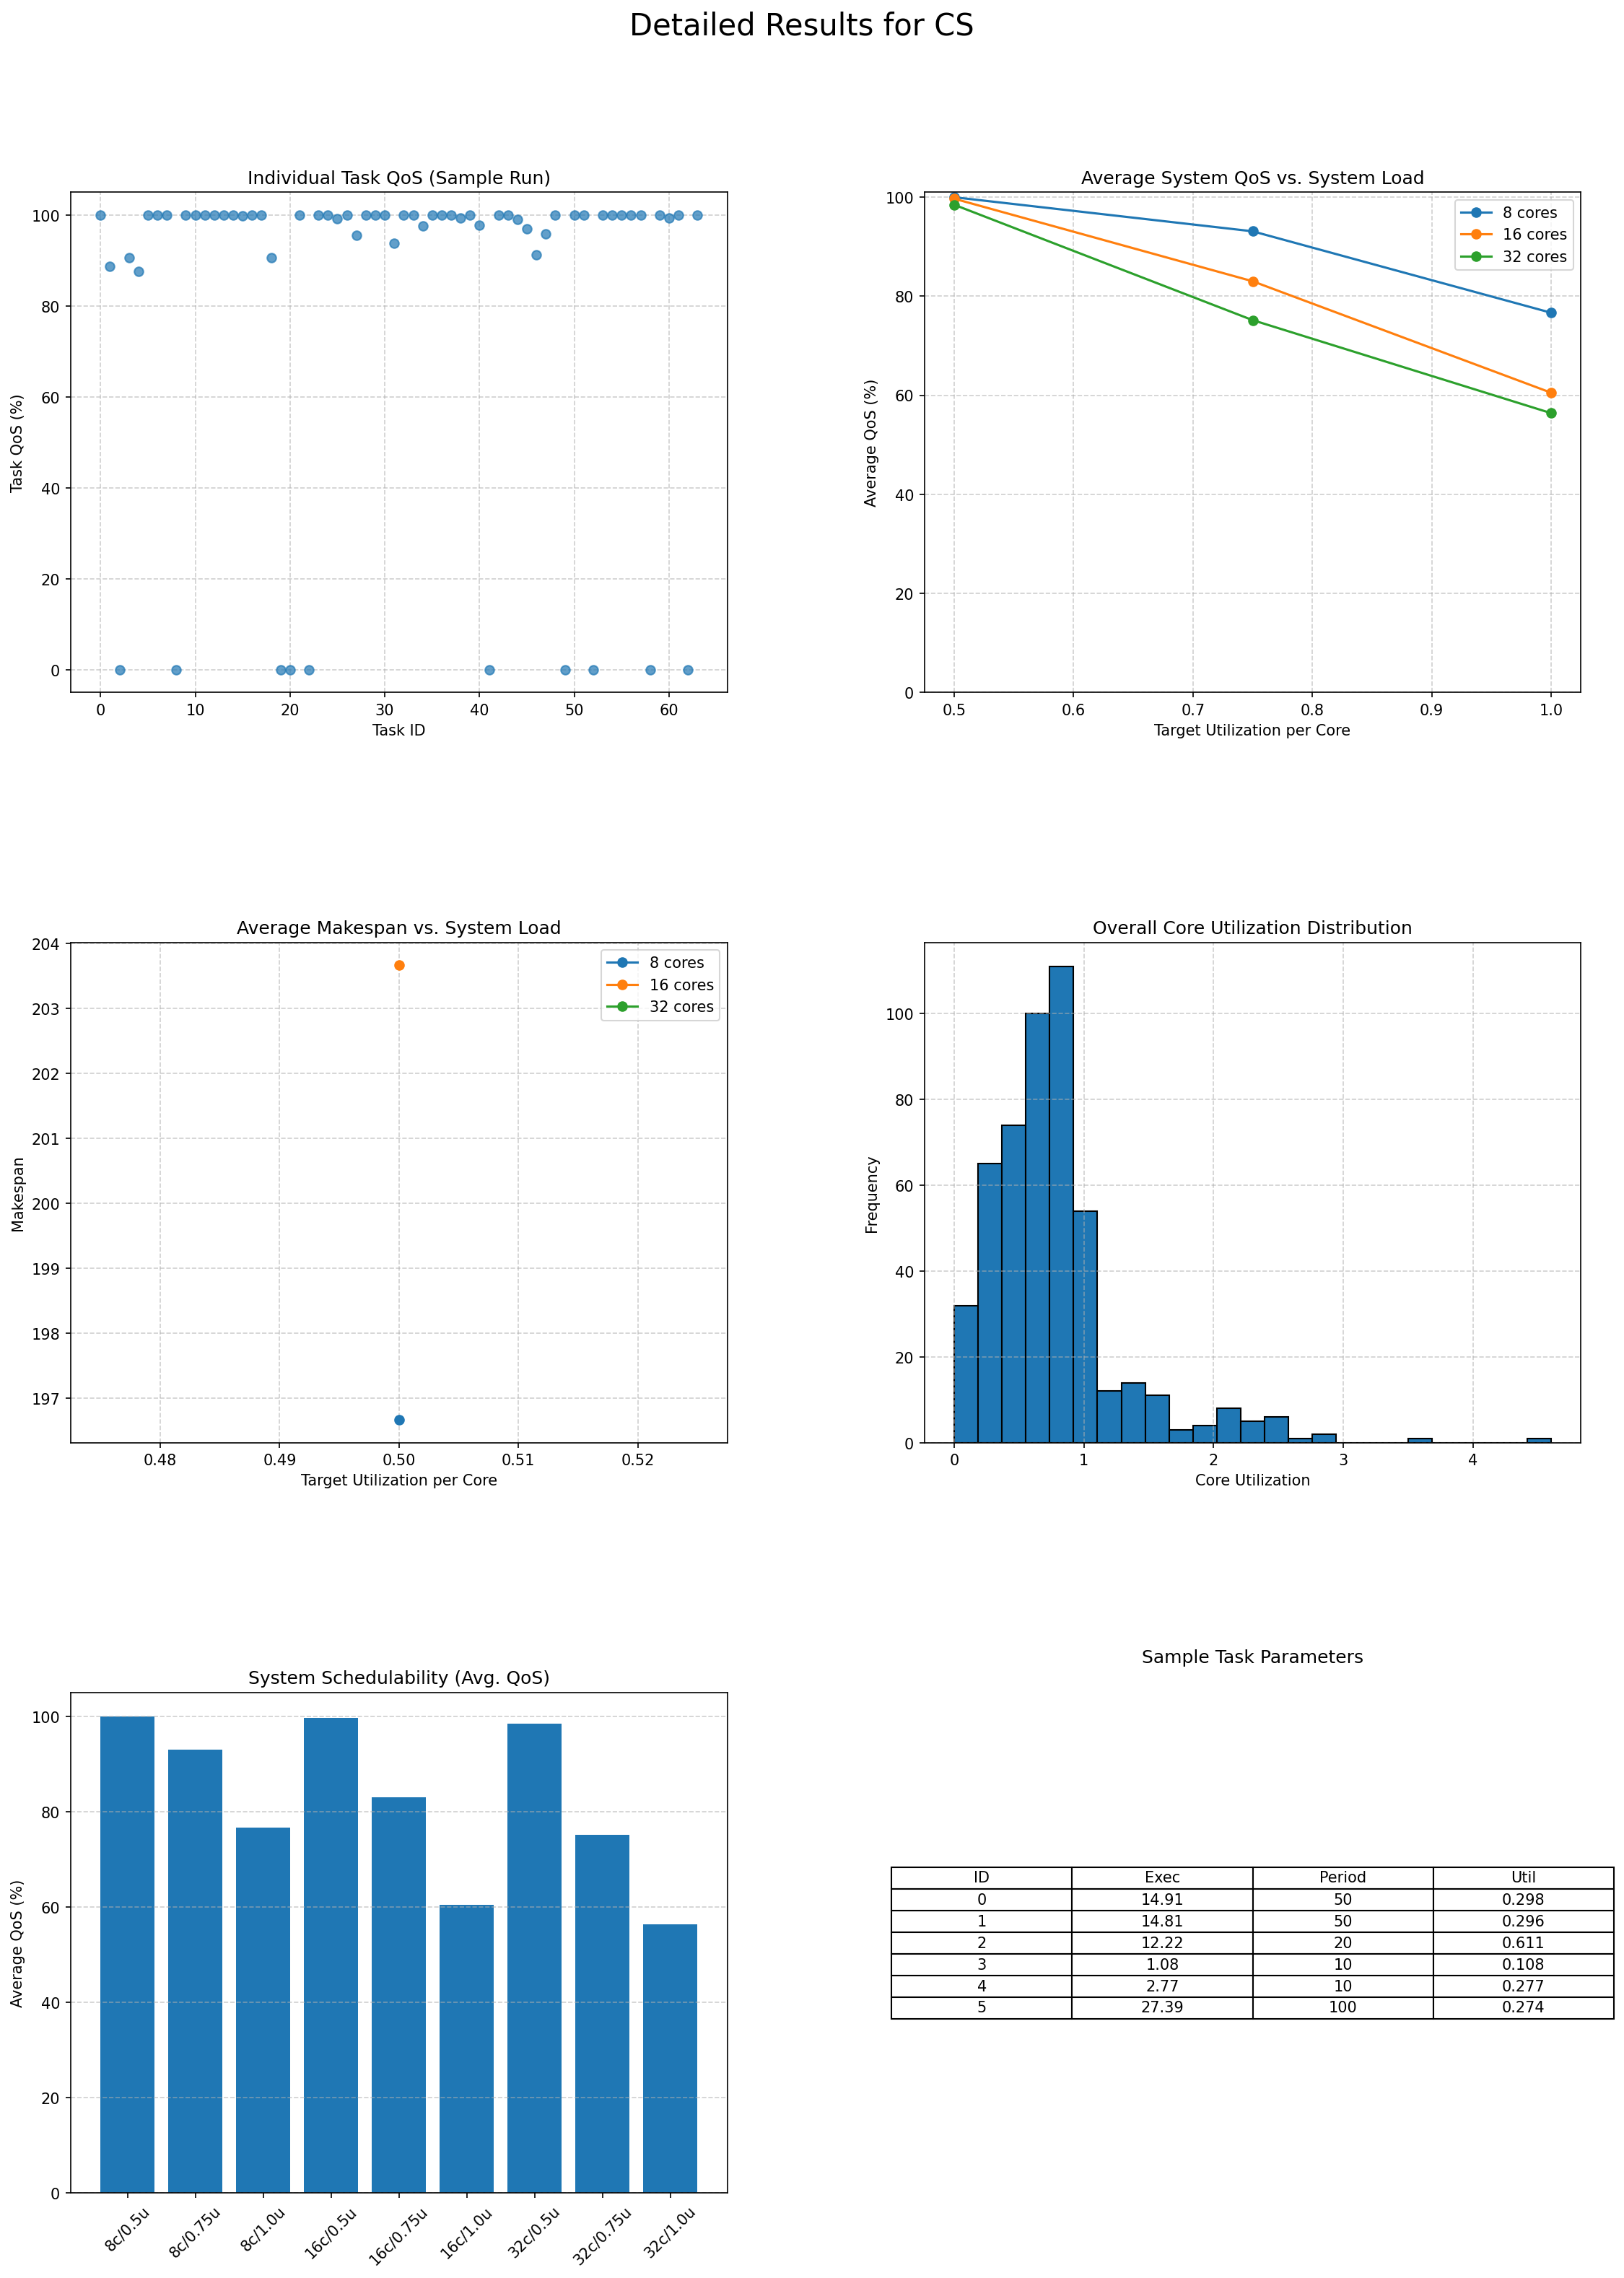 Detailed Results for CS
Individual Task QoS (Sample Run)
Task QoS (%)
100
80
60
40
20
0
0 10 20 30 40 50 60
Task ID
Average System QoS vs. System Load
8 cores
16 cores
32 cores
Average QoS (%)
100
80
60
40
20
0
0.5 0.6 0.7 0.8 0.9 1.0
Target Utilization per Core
Average Makespan vs. System Load
8 cores
16 cores
32 cores
Makespan
204
203
202
201
200
199
198
197
0.48 0.49 0.50 0.51 0.52
Target Utilization per Core
Overall Core Utilization Distribution
Frequency
100
80
60
40
20
0
0 1 2 3 4
Core Utilization
System Schedulability (Avg. QoS)
Average QoS (%)
100
80
60
40
20
0
8c/0.5u 8c/0.75u 8c/1.0u 16c/0.5u 16c/0.75u 16c/1.0u 32c/0.5u 32c/0.75u 32c/1.0u
Sample Task Parameters
ID Exec Period Util
0 14.91 50 0.298
1 14.81 50 0.296
2 12.22 20 0.611
3 1.08 10 0.108
4 2.77 10 0.277
5 27.39 100 0.274